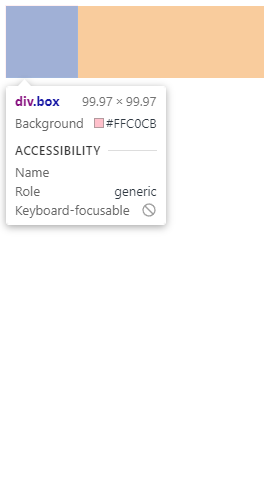 div.box 99.97 × 99.97
Background #FFC0CB
ACCESSIBILITY
Name
Role generic
Keyboard-focusable